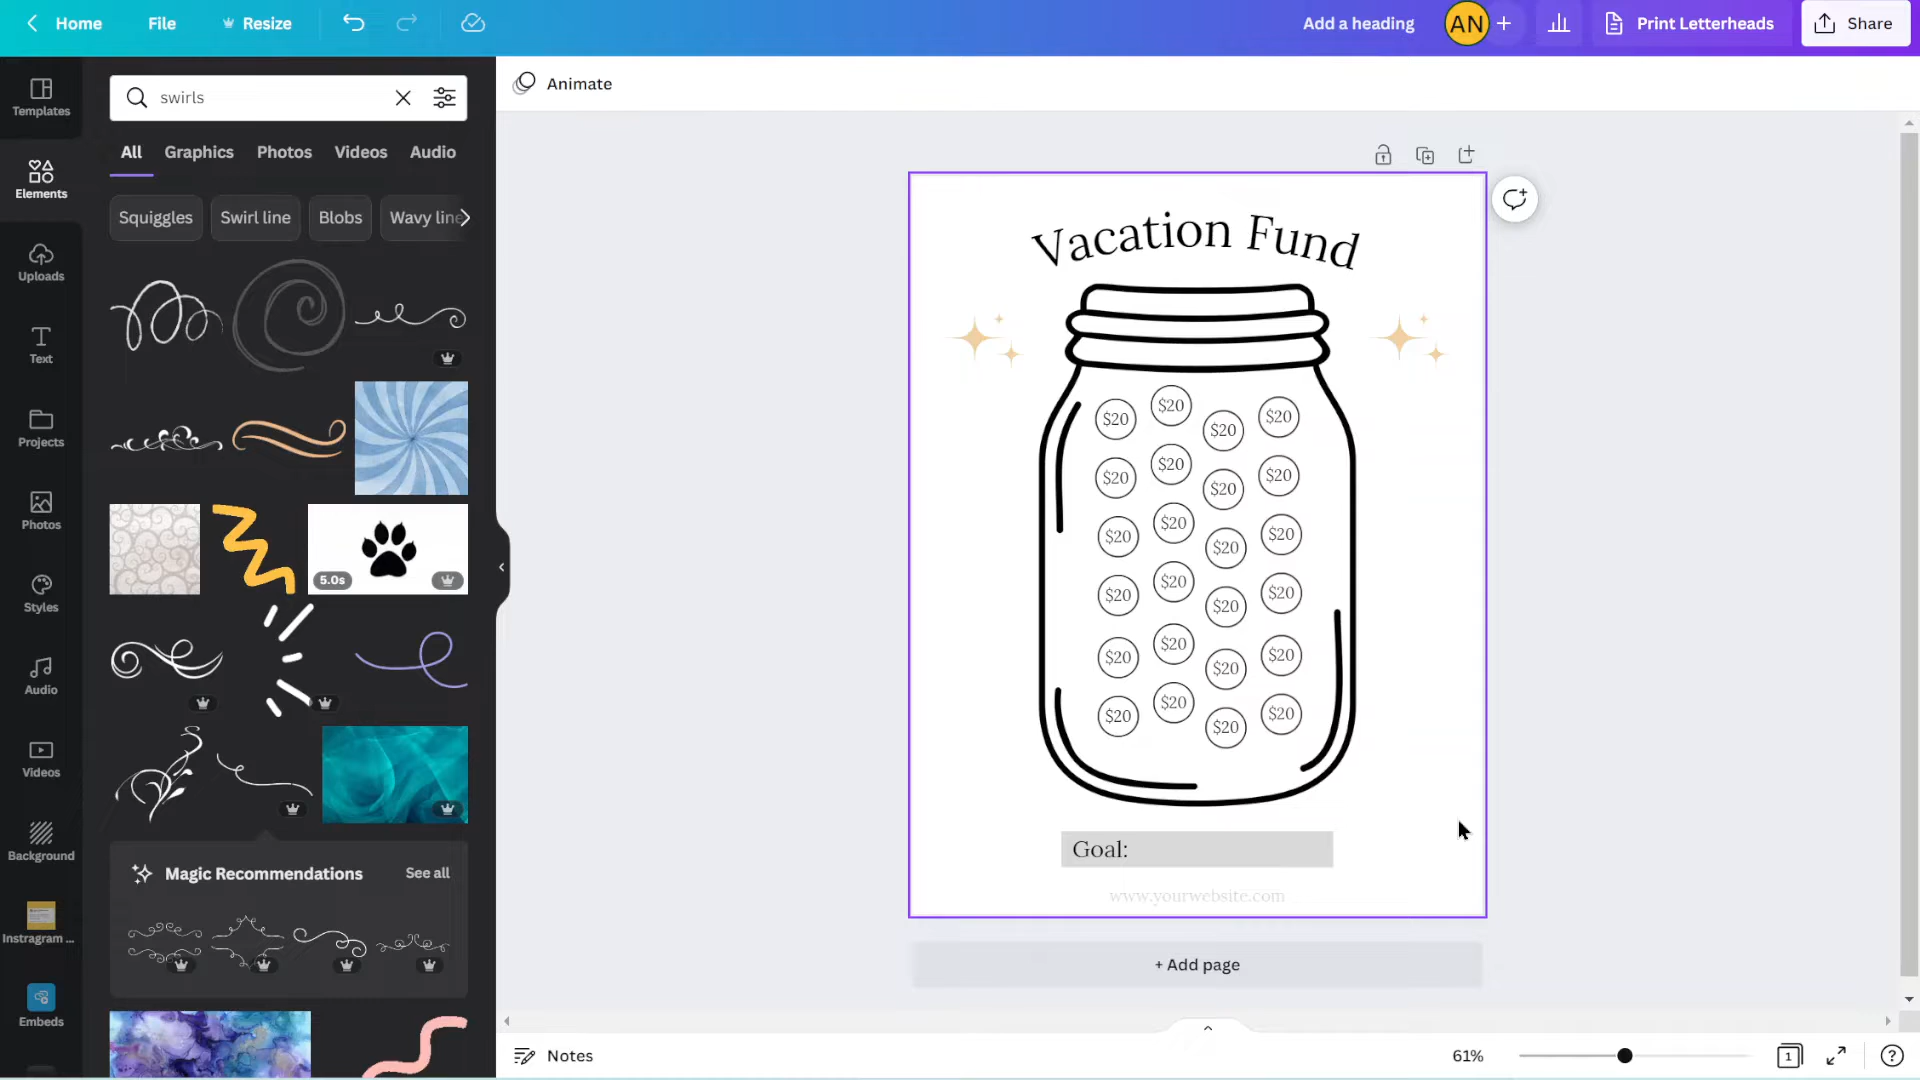 Home File Resize Add a heading AN Print Letterheads Share
Templates
Elements
Uploads
Text
Projects
Photos
Styles
Audio
Videos
Background
Instragram ...
Embeds
swirls
All Graphics Photos Videos Audio
Squiggles Swirl line Blobs Wavy line
5.0s
Magic Recommendations See all
Animate
Vacation Fund
$20 $20 $20 $20
$20 $20 $20 $20
$20 $20 $20 $20
$20 $20 $20 $20
$20 $20 $20 $20
$20 $20 $20 $20
Goal:
www.yourwebsite.com
+ Add page
Notes 61% 1